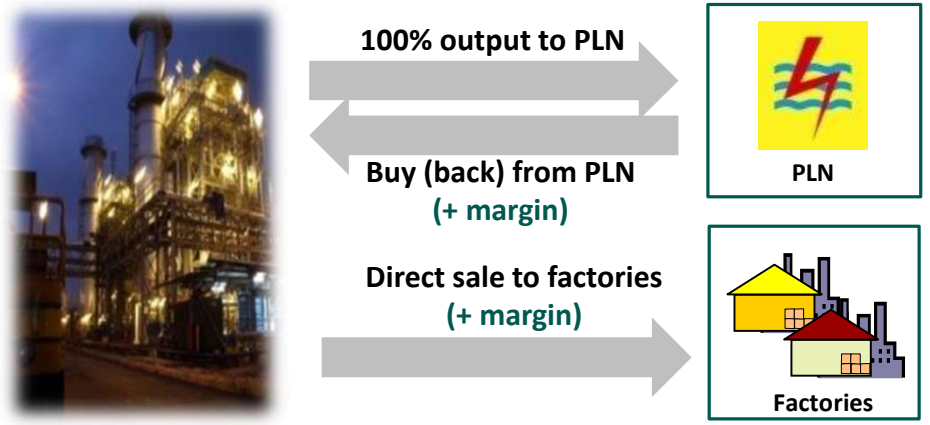 100% output to PLN
Buy (back) from PLN
(+ margin)
PLN
Direct sale to factories
(+ margin)
Factories